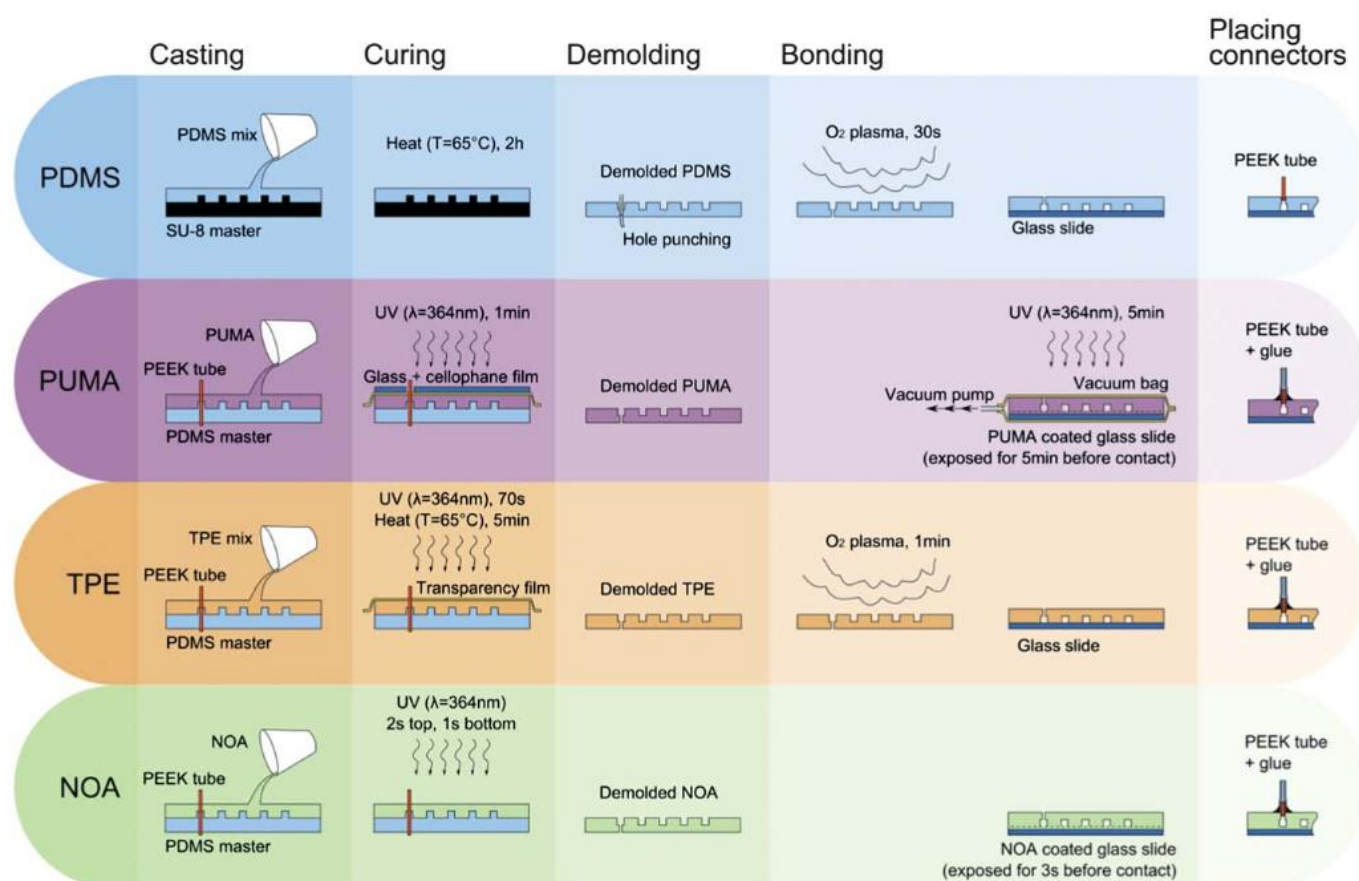 Casting
Curing
Demolding
Bonding
Placing
connectors
PDMS
PDMS mix
SU-8 master
Heat (T=65°C), 2h
Demolded PDMS
Hole punching
O₂ plasma, 30s
Glass slide
PEEK tube
PUMA
PUMA
PEEK tube
PDMS master
UV (λ=364nm), 1min
Glass + cellophane film
Demolded PUMA
UV (λ=364nm), 5min
Vacuum bag
Vacuum pump
PUMA coated glass slide
(exposed for 5min before contact)
PEEK tube
+ glue
TPE
TPE mix
PEEK tube
PDMS master
UV (λ=364nm), 70s
Heat (T=65°C), 5min
Transparency film
Demolded TPE
O₂ plasma, 1min
Glass slide
PEEK tube
+ glue
NOA
NOA
PEEK tube
PDMS master
UV (λ=364nm)
2s top, 1s bottom
Demolded NOA
NOA coated glass slide
(exposed for 3s before contact)
PEEK tube
+ glue